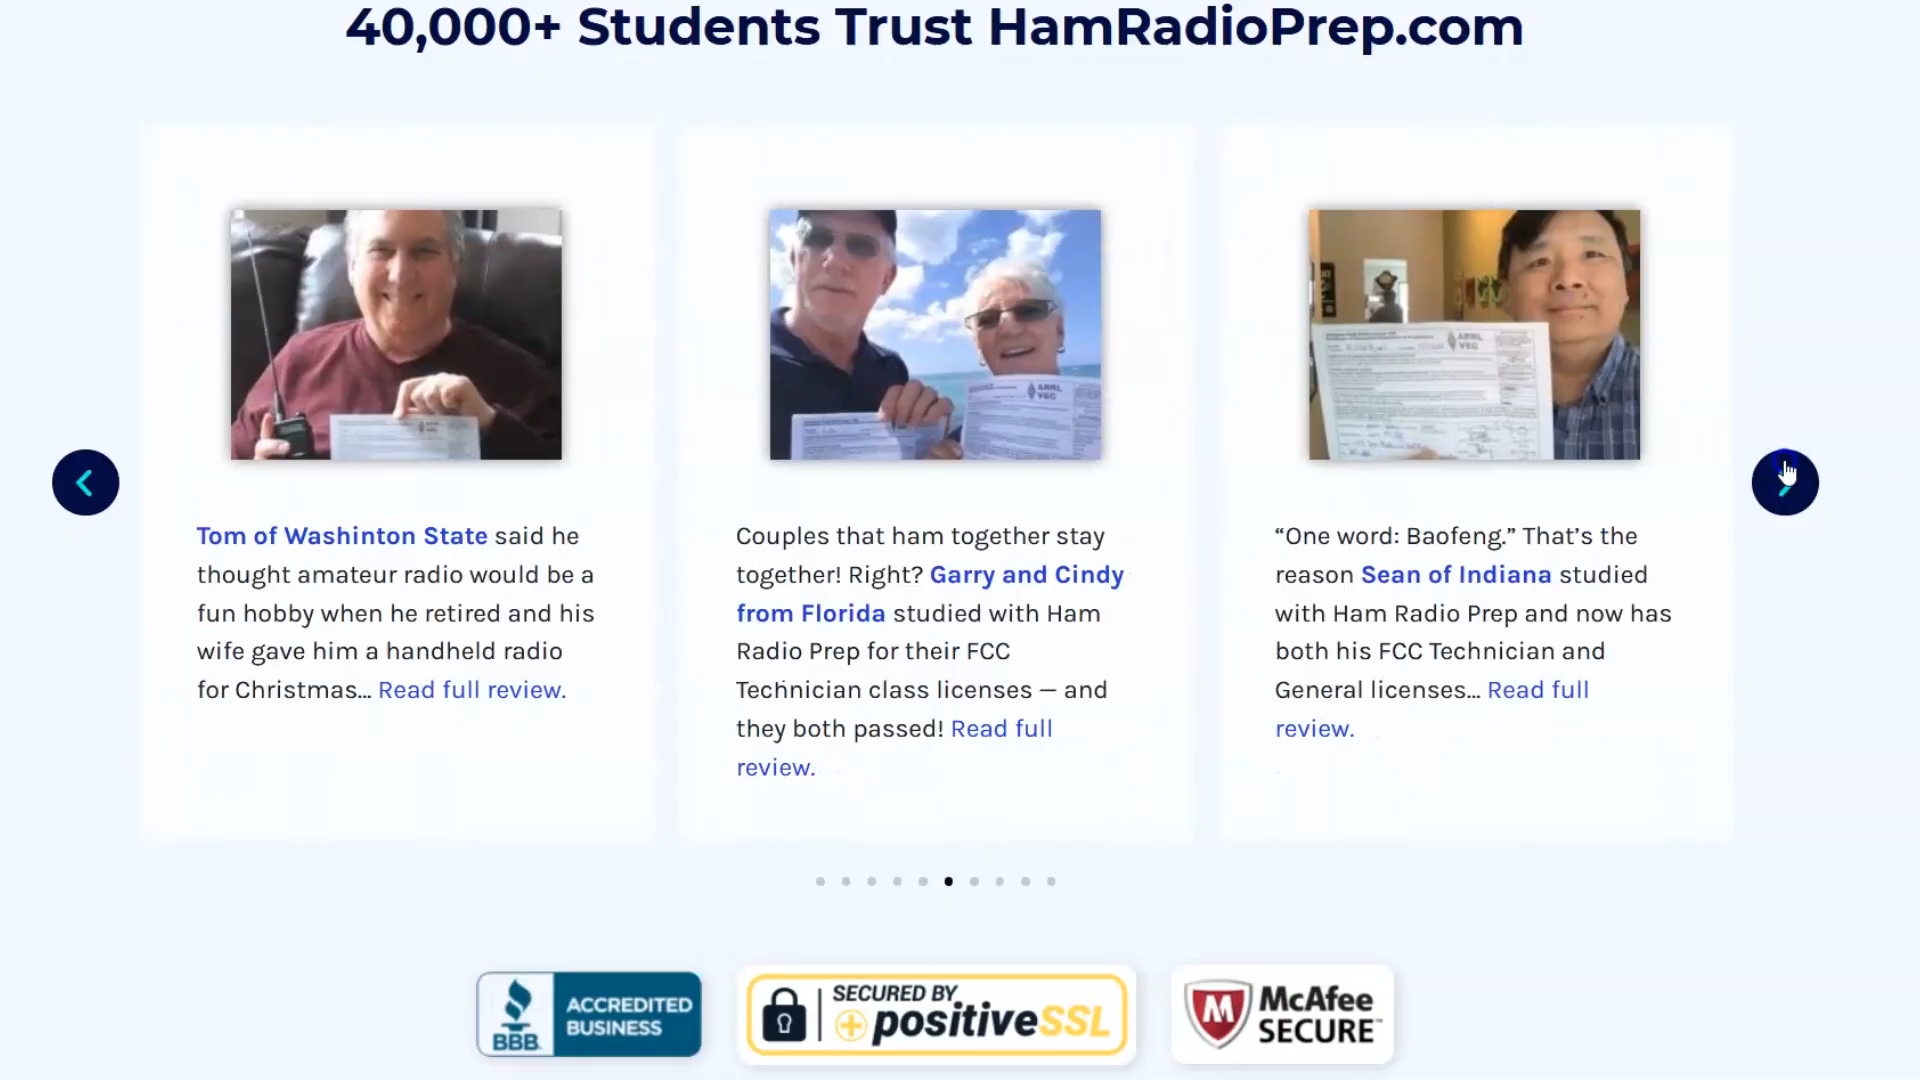 40,000+ Students Trust HamRadioPrep.com
ARRL
VEC
ARRL
VEC
Tom of Washinton State said he
thought amateur radio would be a
fun hobby when he retired and his
wife gave him a handheld radio
for Christmas... Read full review.
Couples that ham together stay
together! Right? Garry and Cindy
from Florida studied with Ham
Radio Prep for their FCC
Technician class licenses — and
they both passed! Read full
review.
“One word: Baofeng.” That’s the
reason Sean of Indiana studied
with Ham Radio Prep and now has
both his FCC Technician and
General licenses... Read full
review.
BBB
ACCREDITED
BUSINESS
SECURED BY
positiveSSL
McAfee
SECURE™